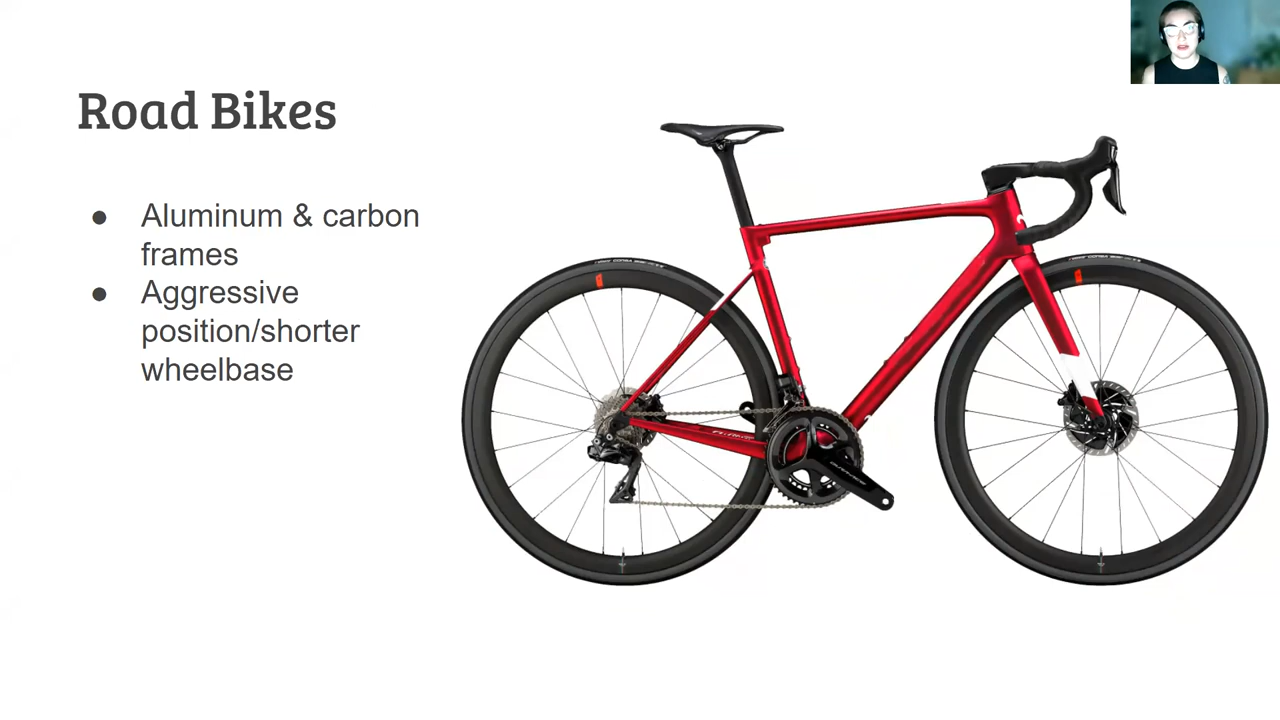 Road Bikes
● Aluminum & carbon
frames
● Aggressive
position/shorter
wheelbase